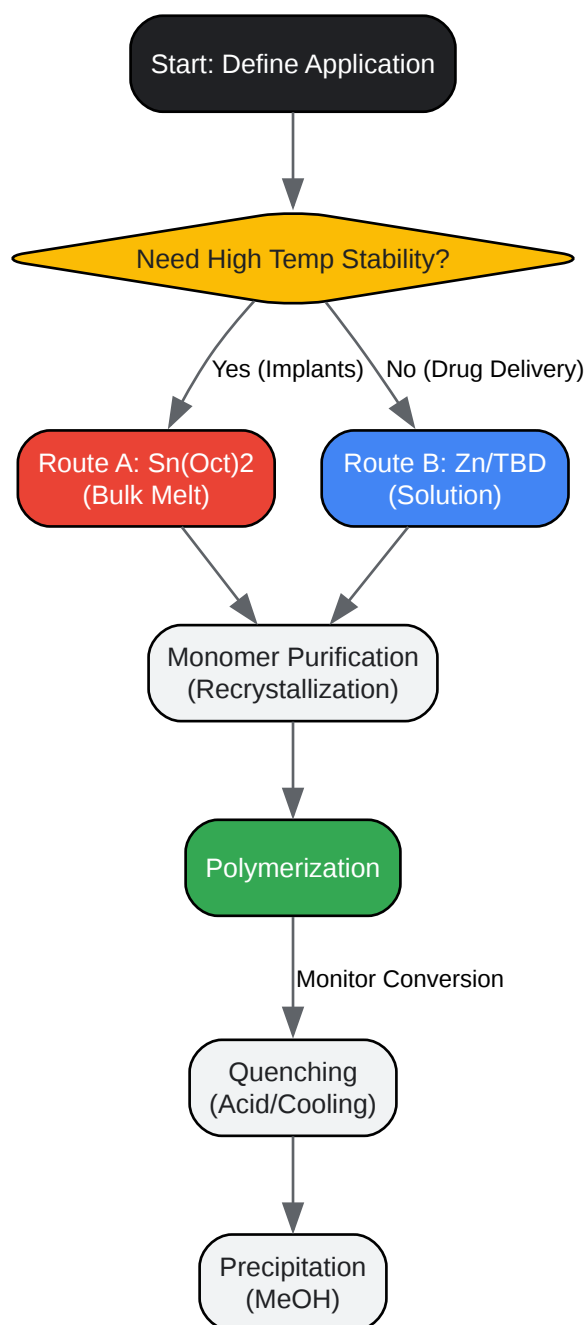 Start: Define Application
Need High Temp Stability?
Yes (Implants)
No (Drug Delivery)
Route A: Sn(Oct)2
(Bulk Melt)
Route B: Zn/TBD
(Solution)
Monomer Purification
(Recrystallization)
Polymerization
Monitor Conversion
Quenching
(Acid/Cooling)
Precipitation
(MeOH)